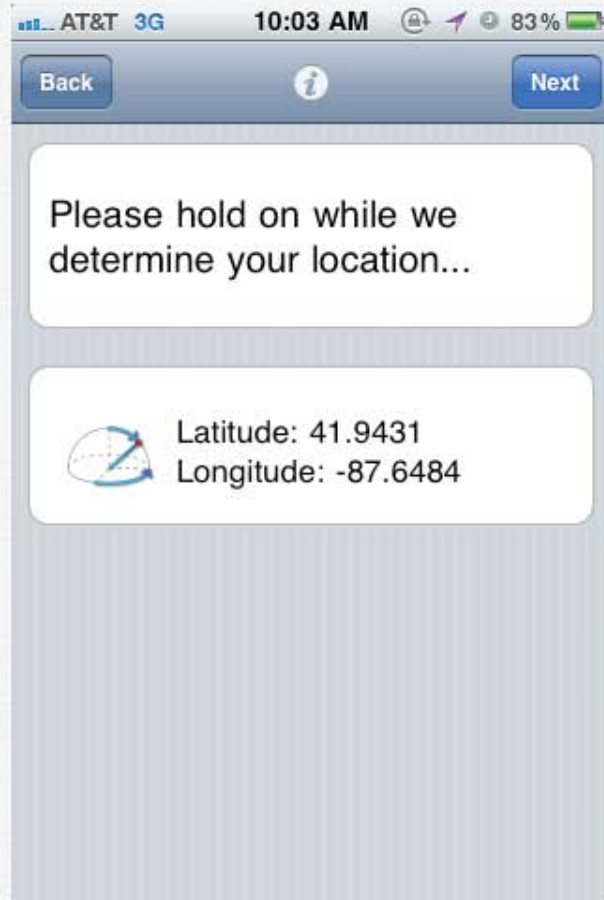 AT&T 3G 10:03 AM 83%
Back i Next
Please hold on while we
determine your location...
Latitude: 41.9431
Longitude: -87.6484